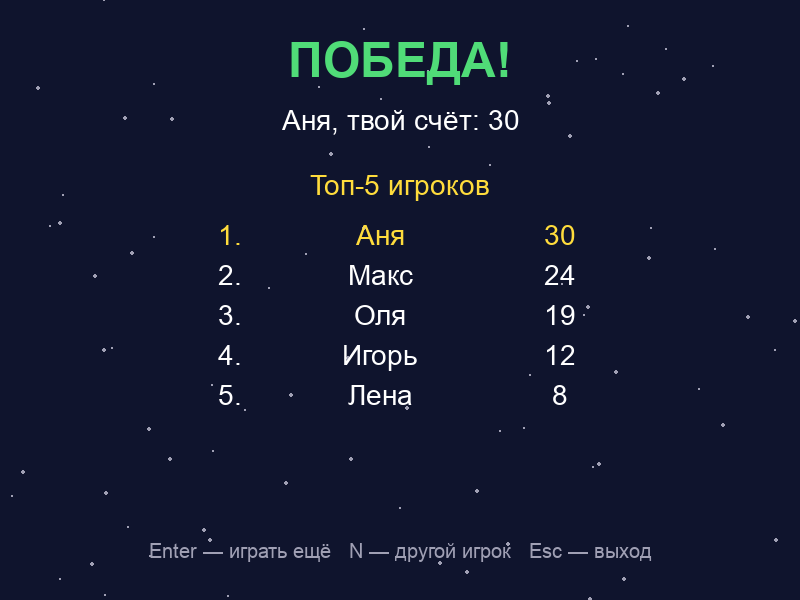 ПОБЕДА!
Аня, твой счёт: 30
Топ-5 игроков
1. Аня 30
2. Макс 24
3. Оля 19
4. Игорь 12
5. Лена 8
Enter — играть ещё N — другой игрок Esc — выход